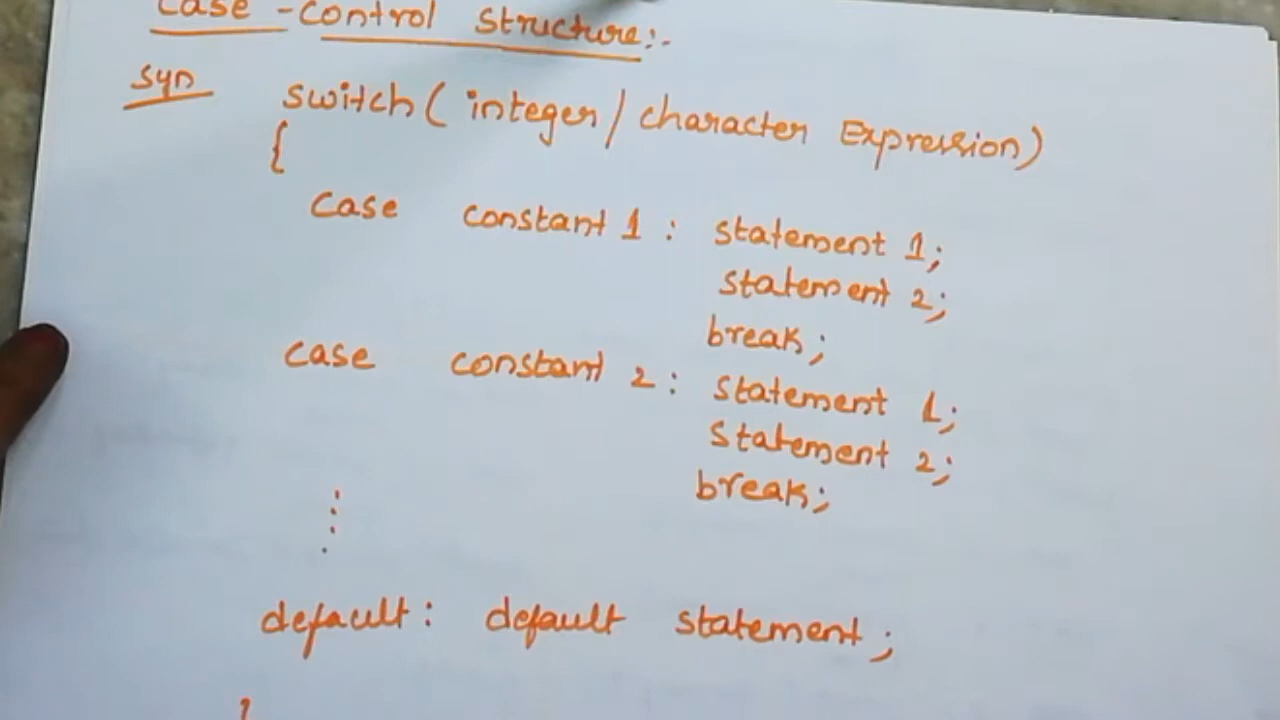 Case - Control Structure:-
Syn
switch( integer / character Expression)
{
case constant 1 : statement 1;
statement 2;
break;
case constant 2 : statement 1;
statement 2;
break;
⋮
default : default statement ;
}